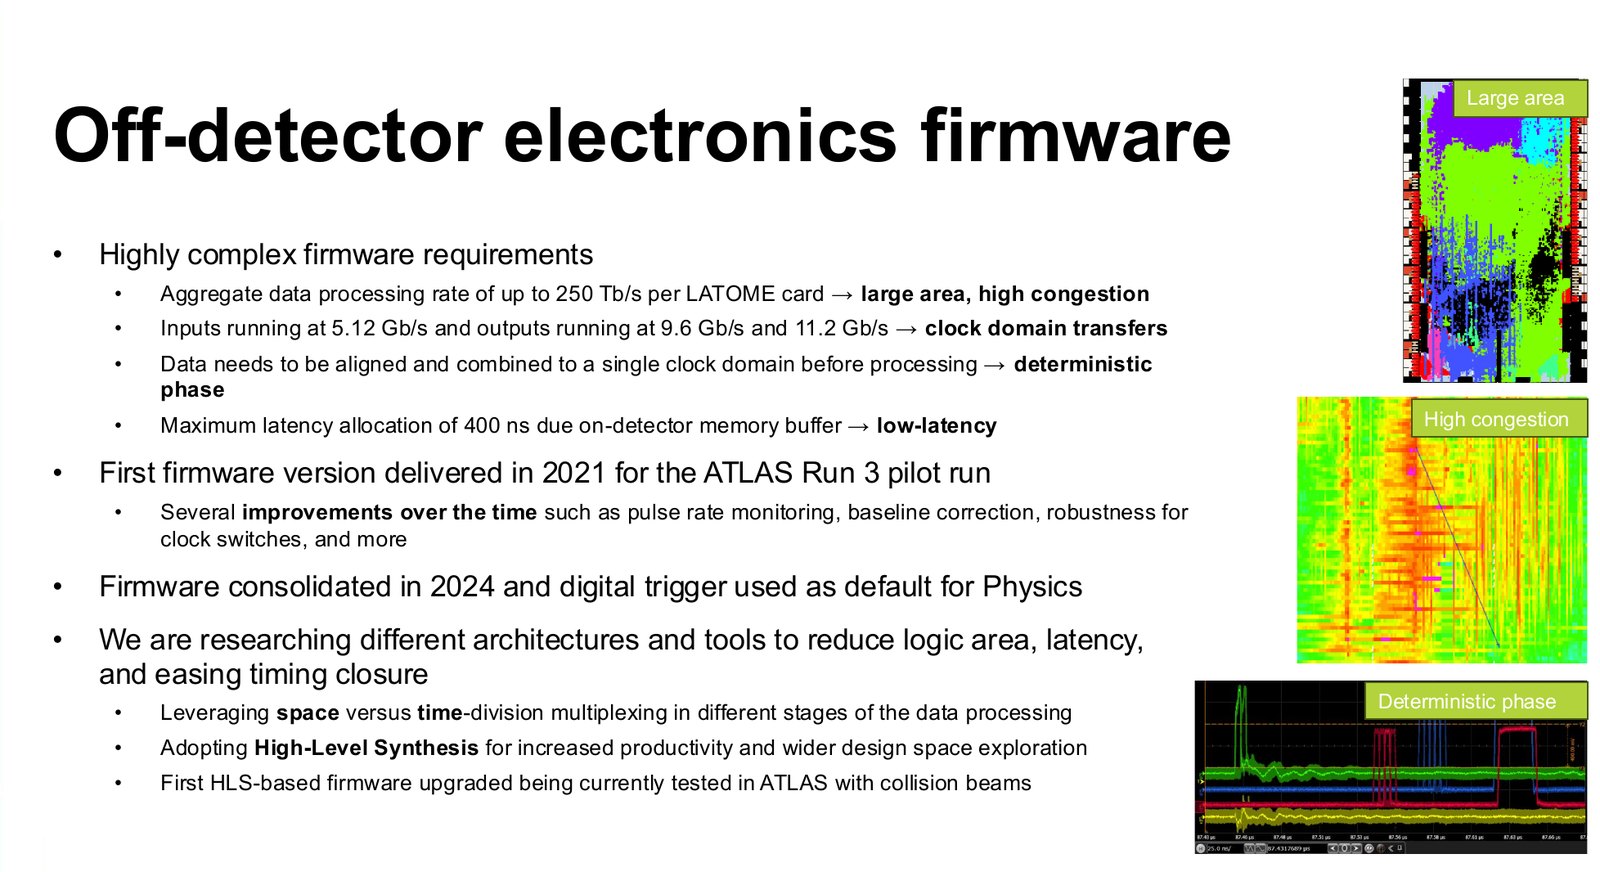 Off-detector electronics firmware
• Highly complex firmware requirements
• Aggregate data processing rate of up to 250 Tb/s per LATOME card → large area, high congestion
• Inputs running at 5.12 Gb/s and outputs running at 9.6 Gb/s and 11.2 Gb/s → clock domain transfers
• Data needs to be aligned and combined to a single clock domain before processing → deterministic
phase
• Maximum latency allocation of 400 ns due on-detector memory buffer → low-latency
• First firmware version delivered in 2021 for the ATLAS Run 3 pilot run
• Several improvements over the time such as pulse rate monitoring, baseline correction, robustness for
clock switches, and more
• Firmware consolidated in 2024 and digital trigger used as default for Physics
• We are researching different architectures and tools to reduce logic area, latency,
and easing timing closure
• Leveraging space versus time-division multiplexing in different stages of the data processing
• Adopting High-Level Synthesis for increased productivity and wider design space exploration
• First HLS-based firmware upgraded being currently tested in ATLAS with collision beams
Large area
High congestion
Deterministic phase
25.0 ns/ 87.4317689 µs